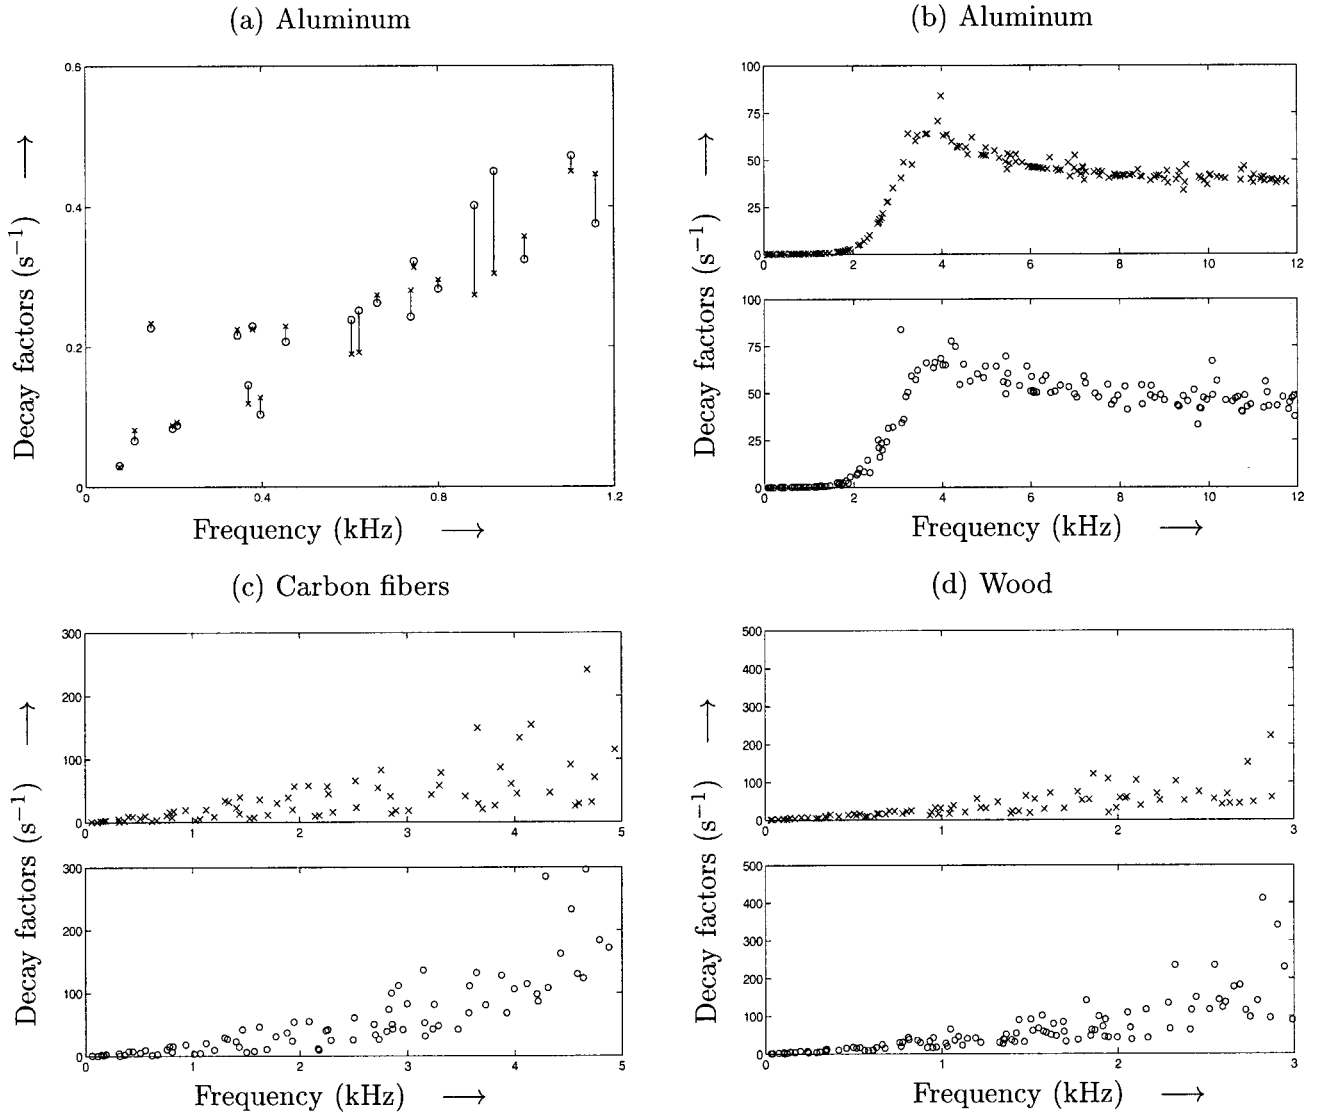 (a) Aluminum
0.6
0.4
0.2
0
0 0.4 0.8 1.2
Decay factors (s⁻¹) ⟶
Frequency (kHz) ⟶
(b) Aluminum
100
75
50
25
0
0 2 4 6 8 10 12
100
75
50
25
0
0 2 4 6 8 10 12
Decay factors (s⁻¹) ⟶
Frequency (kHz) ⟶
(c) Carbon fibers
300
200
100
0
0 1 2 3 4 5
300
200
100
0
0 1 2 3 4 5
Decay factors (s⁻¹) ⟶
Frequency (kHz) ⟶
(d) Wood
500
400
300
200
100
0
0 1 2 3
500
400
300
200
100
0
0 1 2 3
Decay factors (s⁻¹) ⟶
Frequency (kHz) ⟶